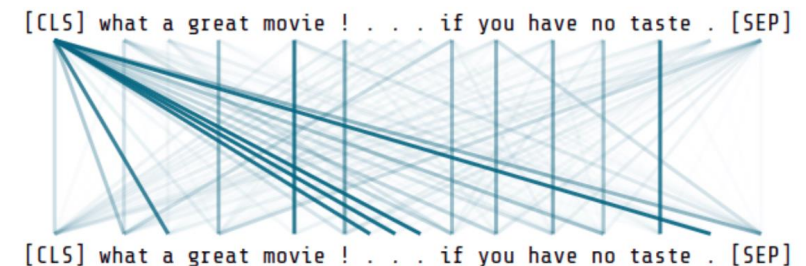 [CLS] what a great movie ! . . . if you have no taste . [SEP]
[CLS] what a great movie ! . . . if you have no taste . [SEP]